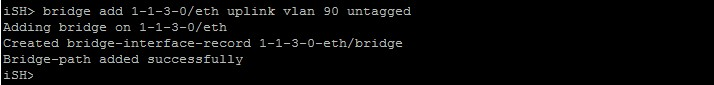 iSH> bridge add 1-1-3-0/eth uplink vlan 90 untagged
Adding bridge on 1-1-3-0/eth
Created bridge-interface-record 1-1-3-0-eth/bridge
Bridge-path added successfully
iSH>